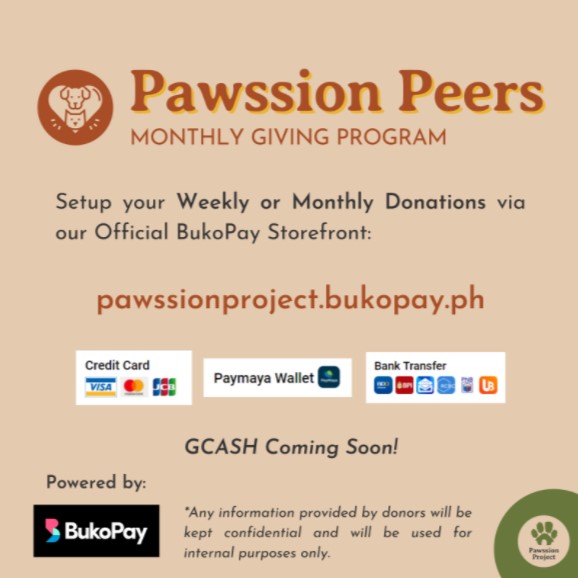 Pawssion Peers
MONTHLY GIVING PROGRAM
Setup your Weekly or Monthly Donations via
our Official BukoPay Storefront:
pawssionproject.bukopay.ph
Credit Card
VISA JCB
Paymaya Wallet
Bank Transfer
BPI
GCASH Coming Soon!
Powered by:
BukoPay
*Any information provided by donors will be
kept confidential and will be used for
internal purposes only.
Pawssion
Project